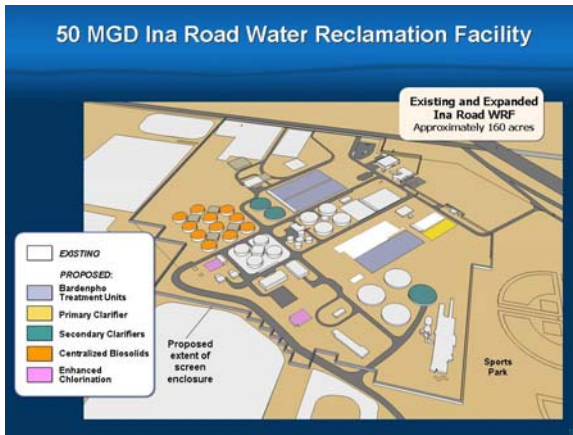 50 MGD Ina Road Water Reclamation Facility
Existing and Expanded
Ina Road WRF
Approximately 160 acres
EXISTING
PROPOSED:
Bardenpho
Treatment Units
Primary Clarifier
Secondary Clarifiers
Centralized Biosolids
Enhanced
Chlorination
Proposed
extent of
screen
enclosure
Sports
Park